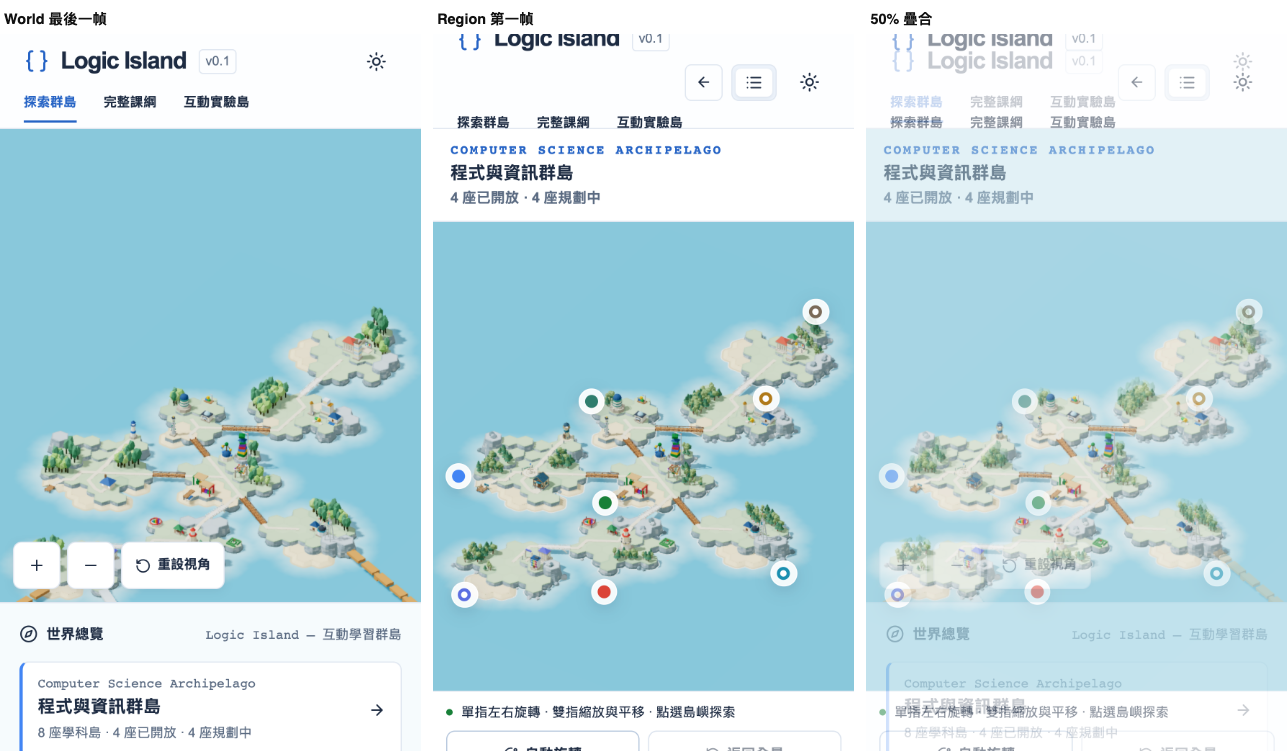 World 最後一幀
{ } Logic Island v0.1
探索群島 完整課綱 互動實驗島
+ − 重設視角
世界總覽 Logic Island — 互動學習群島
Computer Science Archipelago
程式與資訊群島
8 座學科島 · 4 座已開放 · 4 座規劃中
Region 第一幀
{ } Logic Island v0.1
探索群島 完整課綱 互動實驗島
COMPUTER SCIENCE ARCHIPELAGO
程式與資訊群島
4 座已開放 · 4 座規劃中
單指左右旋轉 · 雙指縮放與平移 · 點選島嶼探索
自動旋轉 返回全景
50% 疊合
{ } Logic Island v0.1
{ } Logic Island v0.1
探索群島 完整課綱 互動實驗島
探索群島 完整課綱 互動實驗島
COMPUTER SCIENCE ARCHIPELAGO
程式與資訊群島
4 座已開放 · 4 座規劃中
+ − 重設視角
世界總覽 Logic Island — 互動學習群島
Computer Science Archipelago
程式與資訊群島
單指左右旋轉 · 雙指縮放與平移 · 點選島嶼探索
8 座學科島 · 4 座已開放 · 4 座規劃中